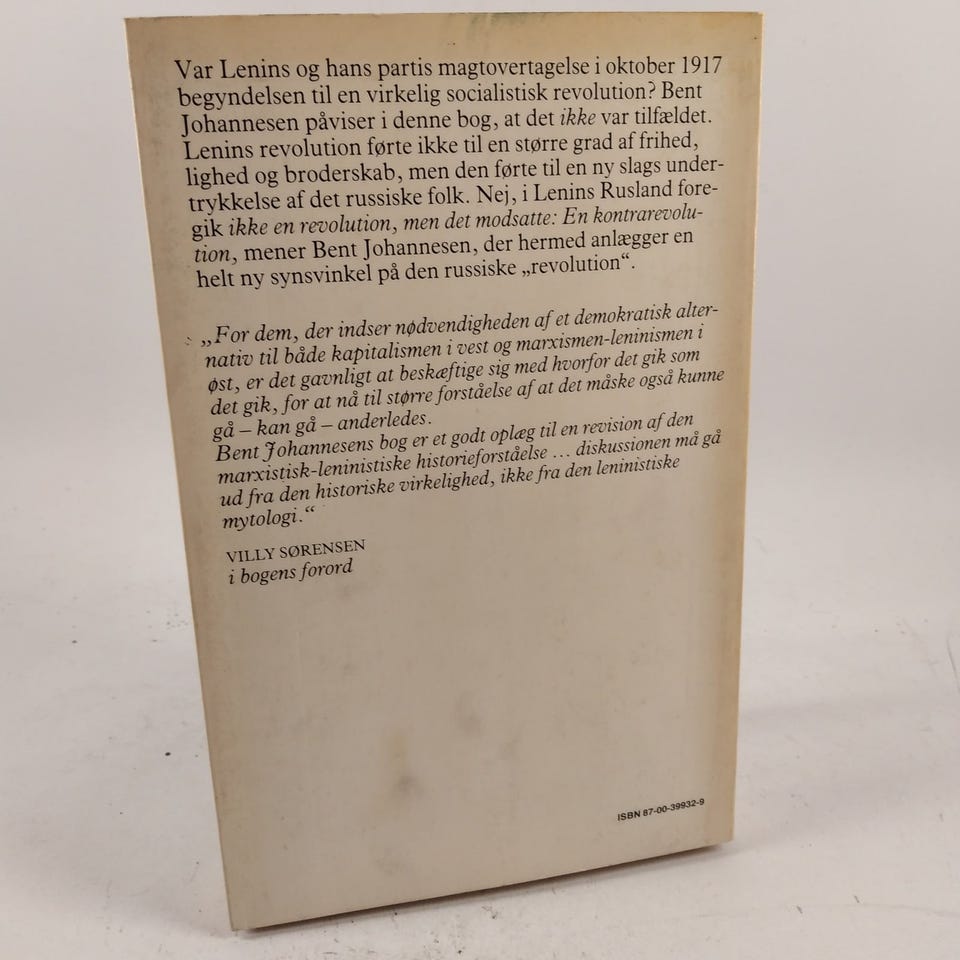 Var Lenins og hans partis magtovertagelse i oktober 1917
begyndelsen til en virkelig socialistisk revolution? Bent
Johannesen påviser i denne bog, at det ikke var tilfældet.
Lenins revolution førte ikke til en større grad af frihed,
lighed og broderskab, men den førte til en ny slags under-
trykkelse af det russiske folk. Nej, i Lenins Rusland fore-
gik ikke en revolution, men det modsatte: En kontrarevolu-
tion, mener Bent Johannesen, der hermed anlægger en
helt ny synsvinkel på den russiske „revolution“.
„For dem, der indser nødvendigheden af et demokratisk alter-
nativ til både kapitalismen i vest og marxismen-leninismen i
øst, er det gavnligt at beskæftige sig med hvorfor det gik som
det gik, for at nå til større forståelse af at det måske også kunne
gå – kan gå – anderledes.
Bent Johannesens bog er et godt oplæg til en revision af den
marxistisk-leninistiske historieforståelse ... diskussionen må gå
ud fra den historiske virkelighed, ikke fra den leninistiske
mytologi.“
VILLY SØRENSEN
i bogens forord
ISBN 87-00-39932-9